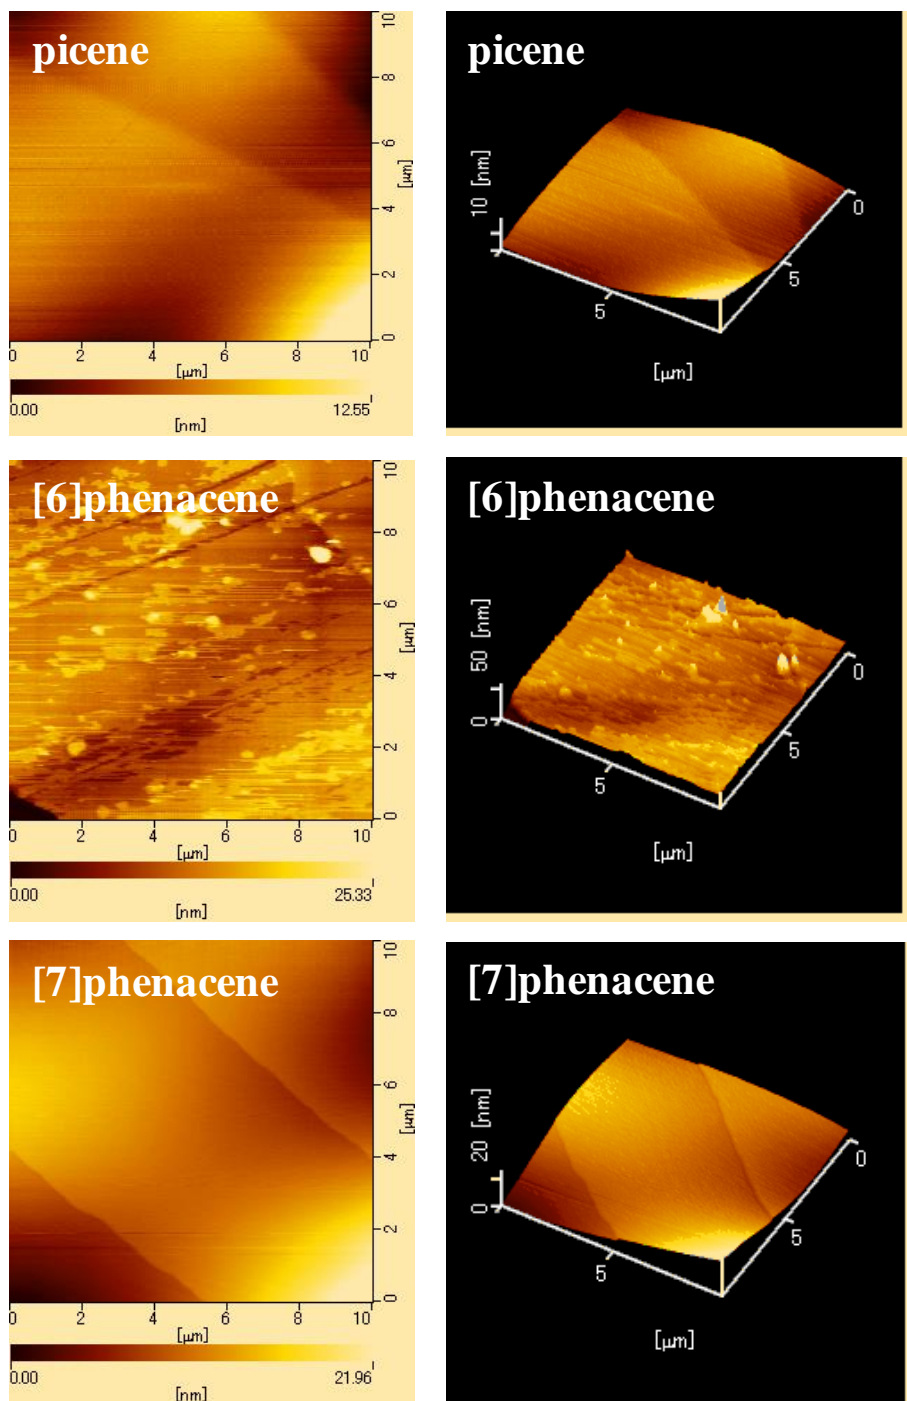 picene
10
8
6
4
2
0
[μm]
0 2 4 6 8 10
[μm]
0.00 12.55
[nm]
picene
10 [nm]
0
5
5
[μm]
[6]phenacene
10
8
6
4
2
0
[μm]
0 2 4 6 8 10
[μm]
0.00 25.33
[nm]
[6]phenacene
50 [nm]
0
0
5
5
[μm]
[7]phenacene
10
8
6
4
2
0
[μm]
0 2 4 6 8 10
[μm]
0.00 21.96
[nm]
[7]phenacene
20 [nm]
0
0
5
5
[μm]